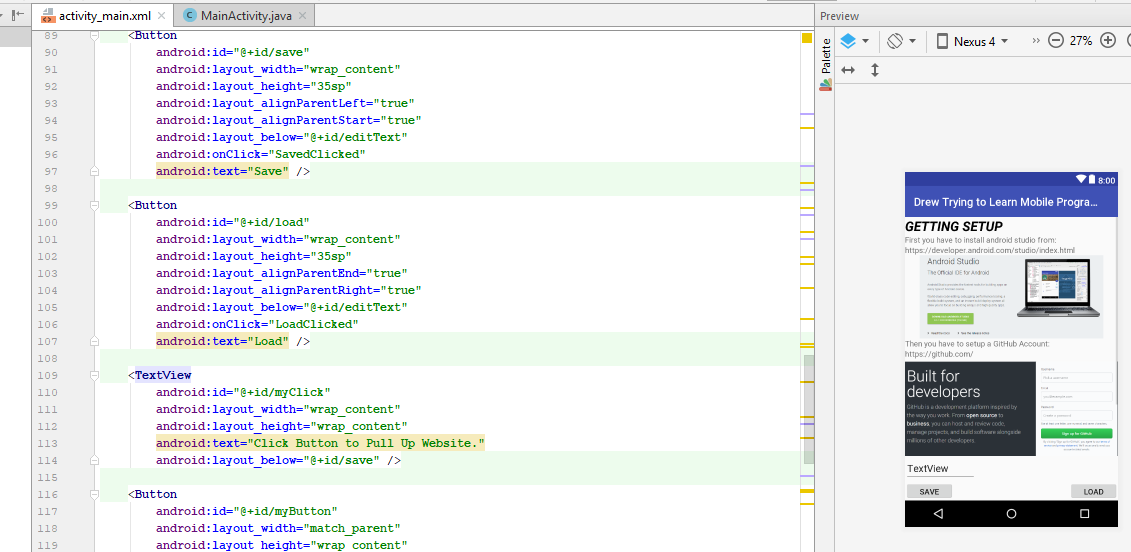 activity_main.xml
MainActivity.java
89 <Button
90 android:id="@+id/save"
91 android:layout_width="wrap_content"
92 android:layout_height="35sp"
93 android:layout_alignParentLeft="true"
94 android:layout_alignParentStart="true"
95 android:layout_below="@+id/editText"
96 android:onClick="SavedClicked"
97 android:text="Save" />
98
99 <Button
100 android:id="@+id/load"
101 android:layout_width="wrap_content"
102 android:layout_height="35sp"
103 android:layout_alignParentEnd="true"
104 android:layout_alignParentRight="true"
105 android:layout_below="@+id/editText"
106 android:onClick="LoadClicked"
107 android:text="Load" />
108
109 <TextView
110 android:id="@+id/myClick"
111 android:layout_width="wrap_content"
112 android:layout_height="wrap_content"
113 android:text="Click Button to Pull Up Website."
114 android:layout_below="@+id/save" />
115
116 <Button
117 android:id="@+id/myButton"
118 android:layout_width="match_parent"
119 android:layout_height="wrap_content"
Preview
Palette
Nexus 4
27%
8:00
Drew Trying to Learn Mobile Progra...
GETTING SETUP
First you have to install android studio from:
https://developer.android.com/studio/index.html
Android Studio
The Official IDE for Android
Then you have to setup a GitHub Account:
https://github.com/
Built for
developers
GitHub is a development platform inspired by
the way you work. From open source to
business, you can host and review code,
manage projects, and build software alongside
millions of other developers.
Sign up for GitHub
TextView
SAVE
LOAD